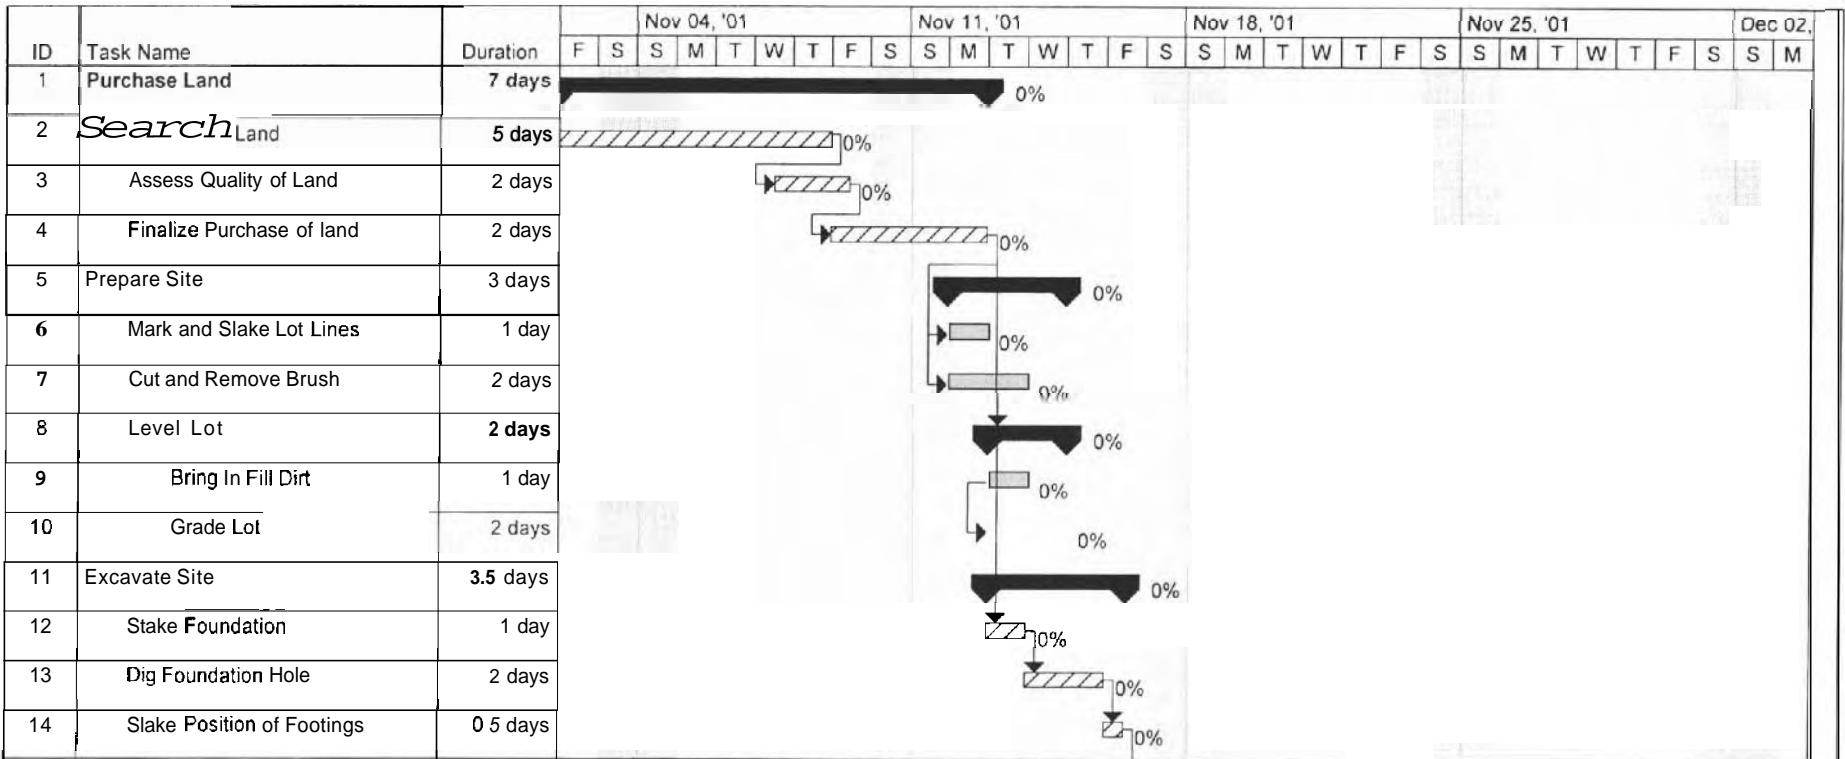 Nov 04, '01 Nov 11, '01 Nov 18, '01 Nov 25, '01 Dec 02,
ID Task Name Duration F S S M T W T F S S M T W T F S S M T W T F S S M T W T F S S M
1 Purchase Land 7 days 0%
2 Search Land 5 days 0%
3 Assess Quality of Land 2 days 0%
4 Finalize Purchase of land 2 days 0%
5 Prepare Site 3 days 0%
6 Mark and Slake Lot Lines 1 day 0%
7 Cut and Remove Brush 2 days 0%
8 Level Lot 2 days 0%
9 Bring In Fill Dirt 1 day 0%
10 Grade Lot 2 days 0%
11 Excavate Site 3.5 days 0%
12 Stake Foundation 1 day 0%
13 Dig Foundation Hole 2 days 0%
14 Slake Position of Footings 0 5 days 0%